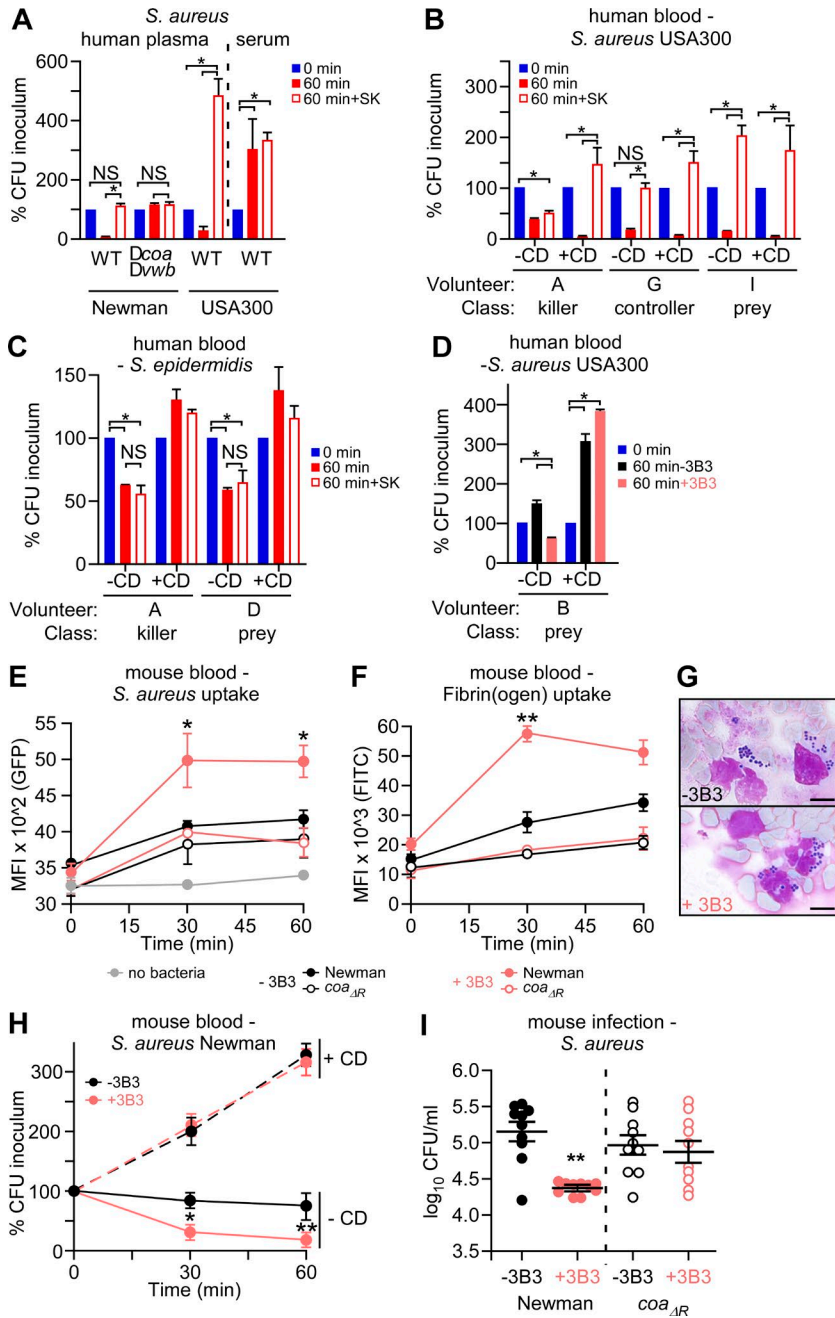 A
S. aureus
human plasma
serum
0 min
60 min
60 min+SK
% CFU inoculum
600
400
200
100
0
*
*
NS
NS
*
WT
Dcoa
Dvwb
WT
WT
Newman
USA300
B
human blood -
S. aureus USA300
0 min
60 min
60 min+SK
% CFU inoculum
300
200
150
100
50
0
*
*
NS
*
*
*
*
-CD +CD -CD +CD -CD +CD
Volunteer: A G I
Class: killer controller prey
C
human blood
- S. epidermidis
% CFU inoculum
150
100
50
0
*
NS
*
NS
0 min
60 min
60 min+SK
-CD +CD -CD +CD
Volunteer: A D
Class: killer prey
D
human blood
-S. aureus USA300
% CFU inoculum
400
300
200
100
0
*
*
0 min
60 min-3B3
60 min+3B3
-CD +CD
Volunteer: B
Class: prey
E
mouse blood -
S. aureus uptake
MFI x 10^2 (GFP)
55
50
45
40
35
30
*
*
0 15 30 45 60
Time (min)
F
mouse blood -
Fibrin(ogen) uptake
MFI x 10^3 (FITC)
60
50
40
30
20
10
0
**
0 15 30 45 60
Time (min)
G
-3B3
+ 3B3
no bacteria
- 3B3
Newman
coaΔR
+ 3B3
Newman
coaΔR
H
mouse blood -
S. aureus Newman
-3B3
+3B3
% CFU inoculum
300
200
100
0
+ CD
- CD
*
**
0 30 60
Time (min)
I
mouse infection -
S. aureus
log10 CFU/ml
6.0
5.5
5.0
4.5
4.0
3.5
**
-3B3 +3B3 -3B3 +3B3
Newman coaΔR